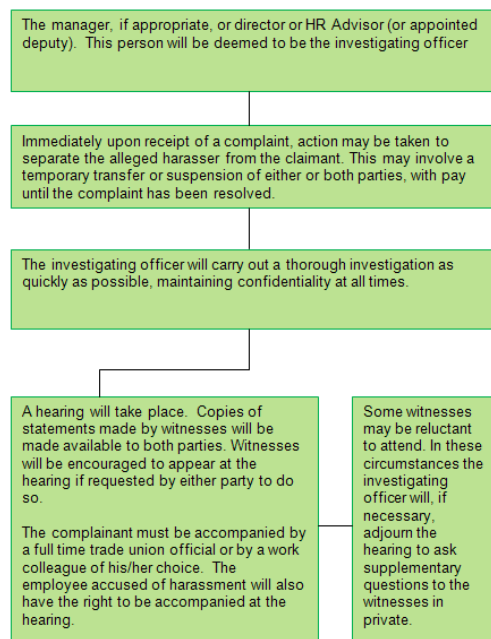 The manager, if appropriate, or director or HR Advisor (or appointed
deputy).  This person will be deemed to be the investigating officer
Immediately upon receipt of a complaint, action may be taken to
separate the alleged harasser from the claimant. This may involve a
temporary transfer or suspension of either or both parties, with pay
until the complaint has been resolved.
The investigating officer will carry out a thorough investigation as
quickly as possible, maintaining confidentiality at all times.
A hearing will take place.  Copies of
statements made by witnesses will be
made available to both parties. Witnesses
will be encouraged to appear at the
hearing if requested by either party to do
so.
The complainant must be accompanied by
a full time trade union official or by a work
colleague of his/her choice.  The
employee accused of harassment will also
have the right to be accompanied at the
hearing.
Some witnesses
may be reluctant
to attend. In these
circumstances the
investigating
officer will, if
necessary,
adjourn the
hearing to ask
supplementary
questions to the
witnesses in
private.